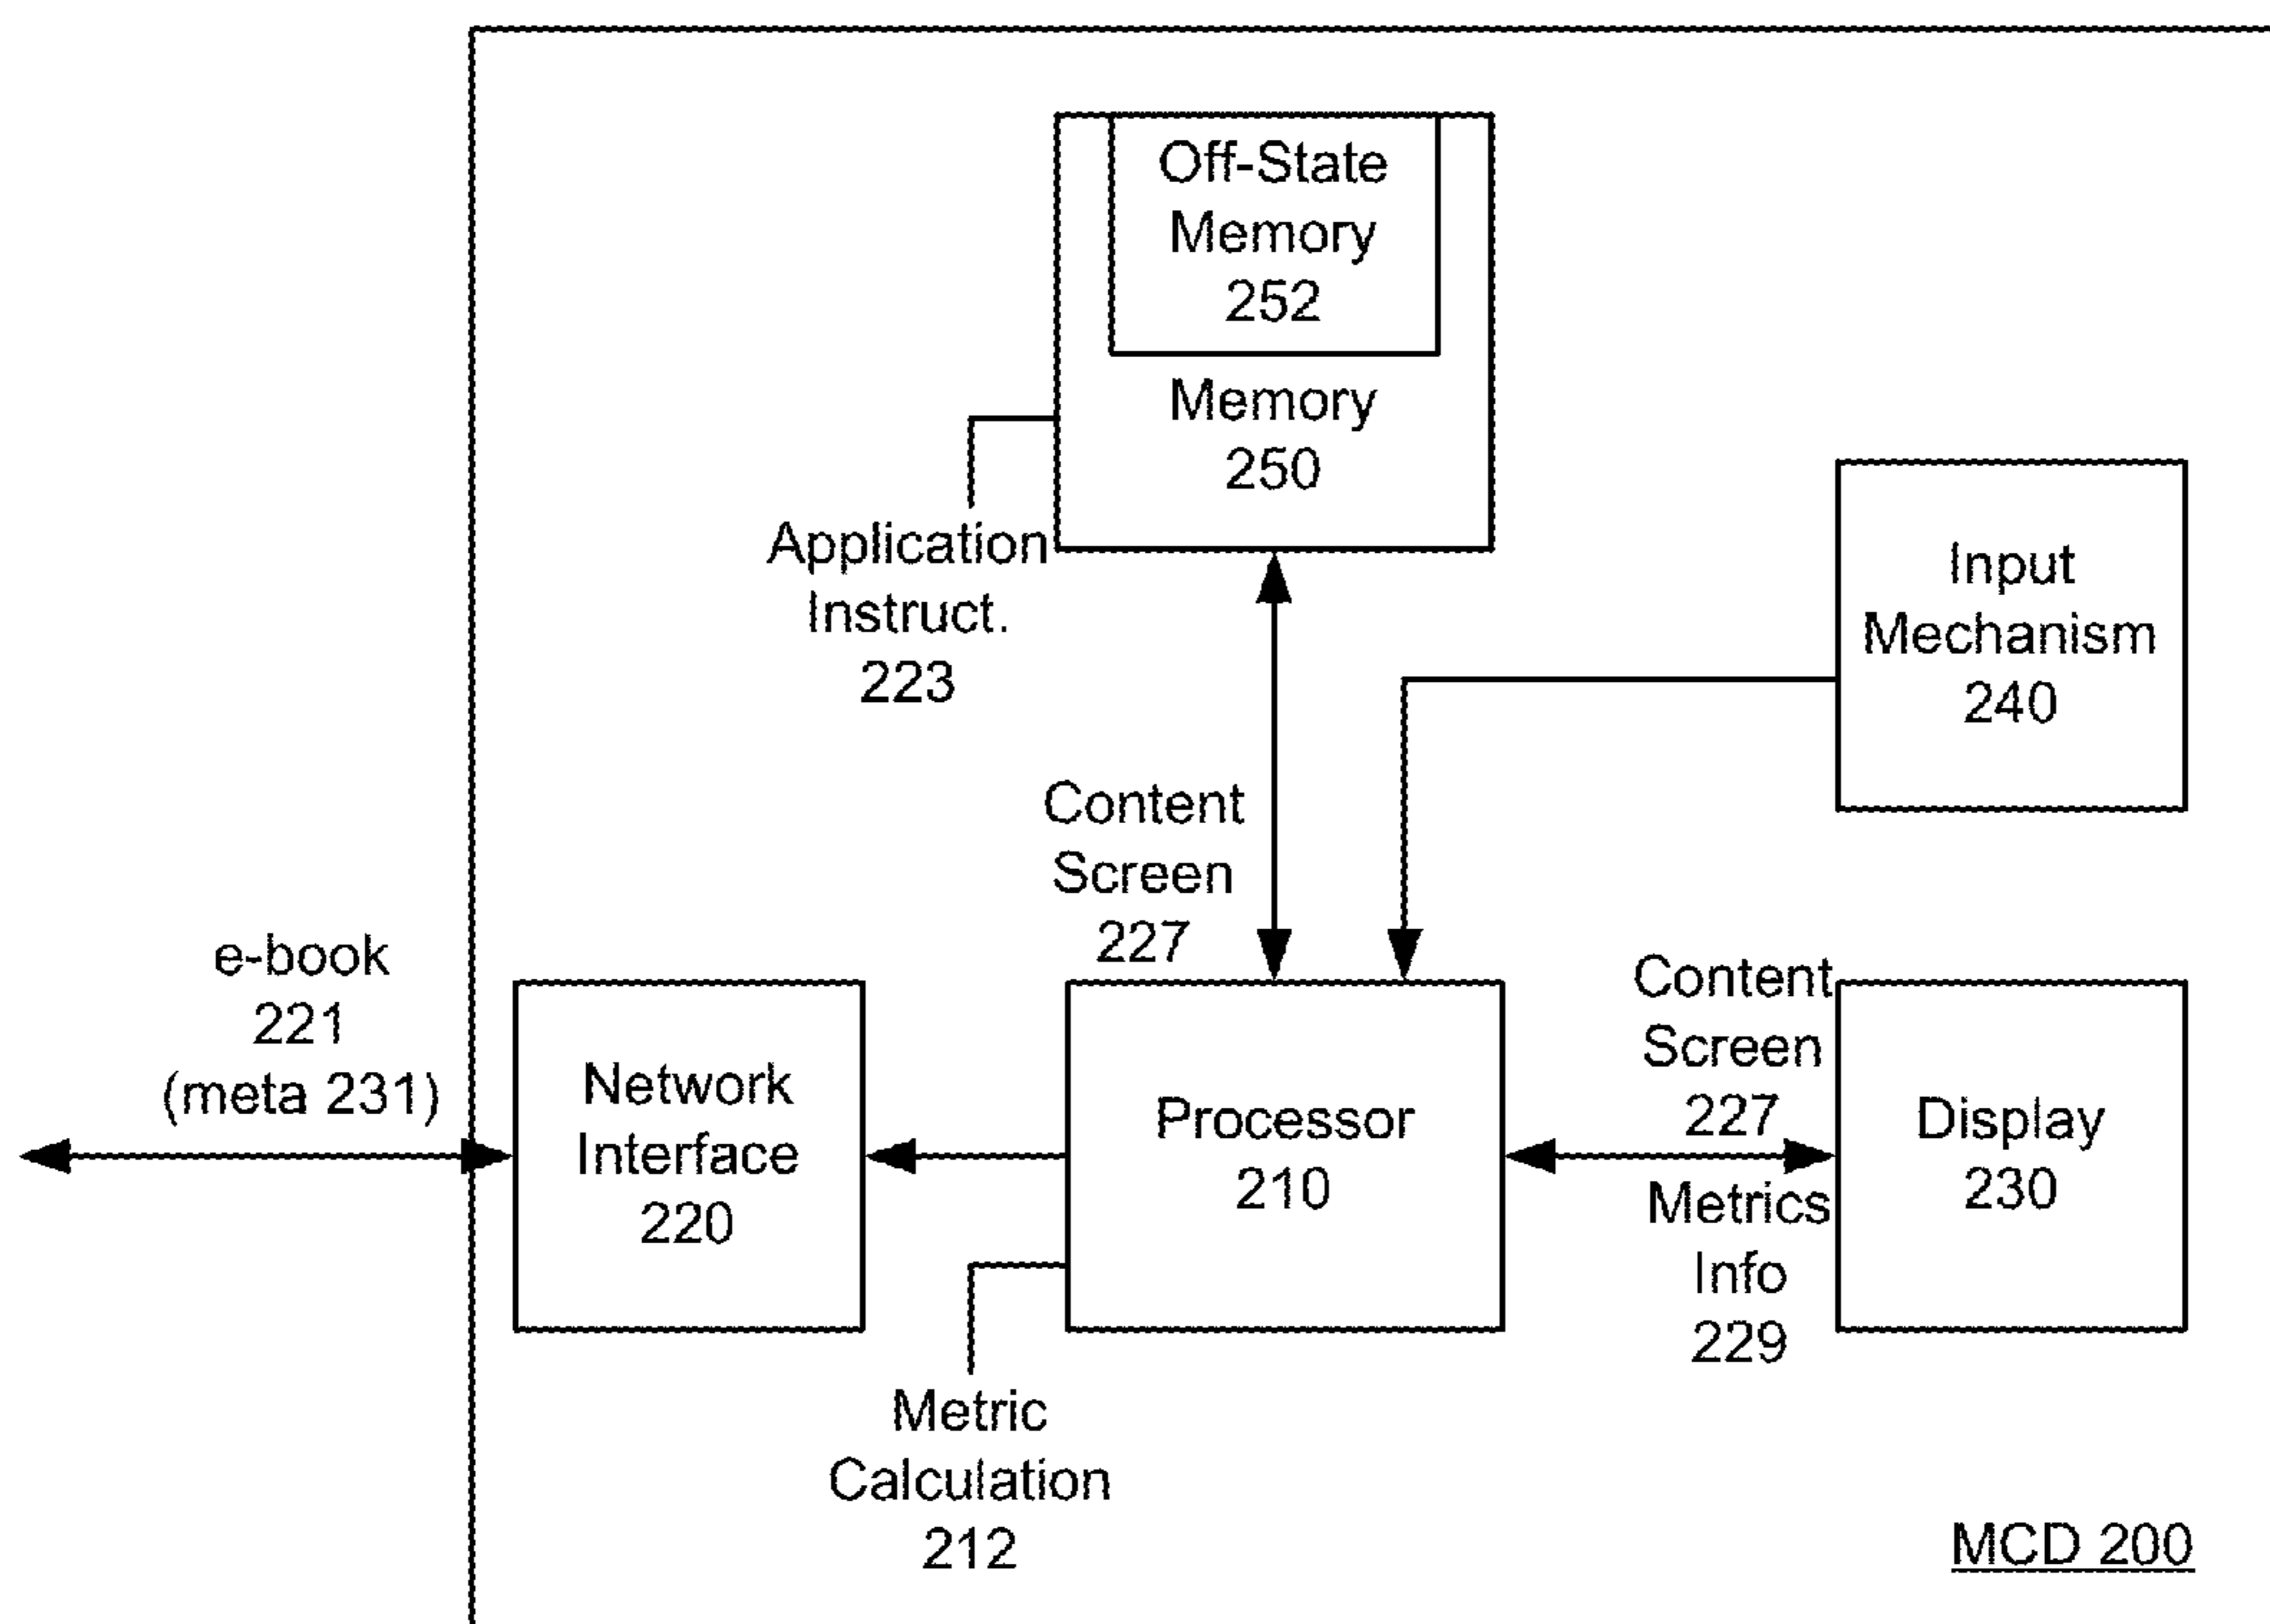 Off-State
Memory
252
Memory
250
Application
Instruct.
223
Input
Mechanism
240
Content
Screen
227
e-book
221
(meta 231)
Network
Interface
220
Processor
210
Content
Screen
227
Metrics
Info
229
Display
230
Metric
Calculation
212
MCD 200